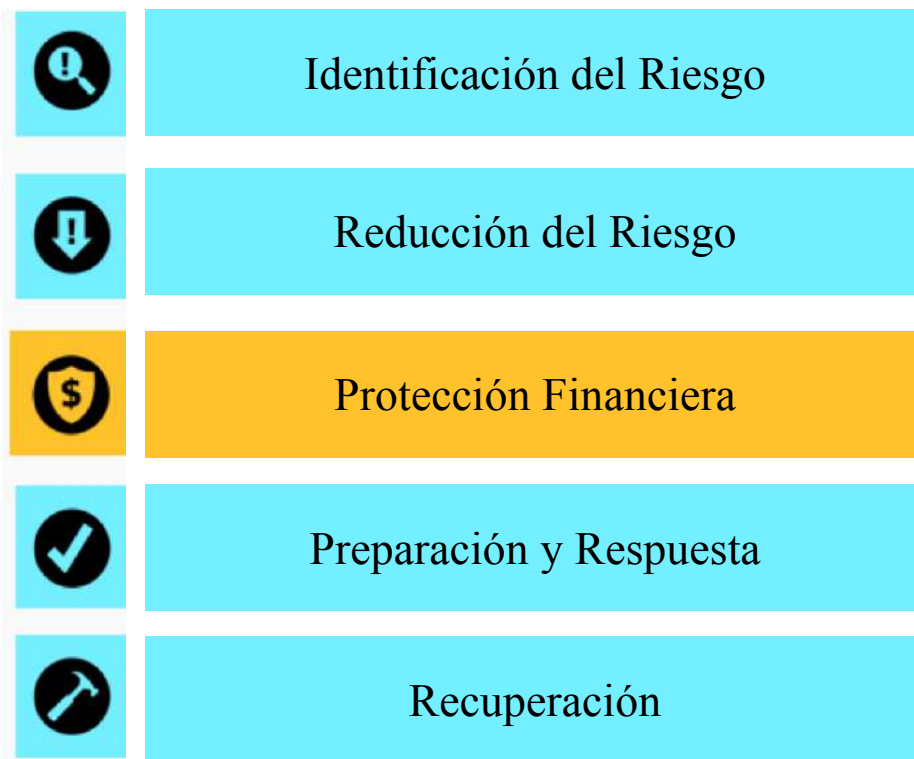 Identificación del Riesgo
Reducción del Riesgo
$
Protección Financiera
Preparación y Respuesta
Recuperación